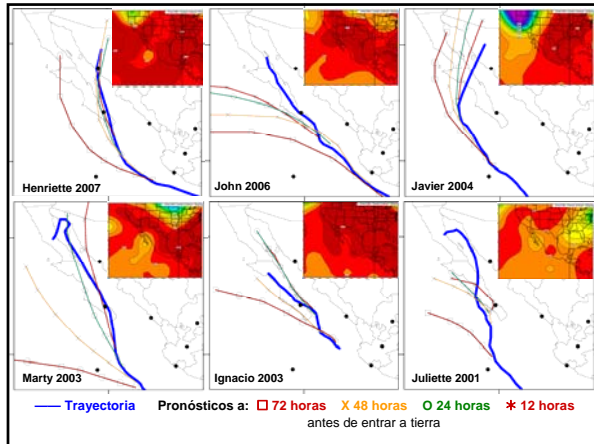 Henriette 2007
John 2006
Javier 2004
Marty 2003
Ignacio 2003
Juliette 2001
Trayectoria Pronósticos a: 72 horas X 48 horas O 24 horas * 12 horas
antes de entrar a tierra